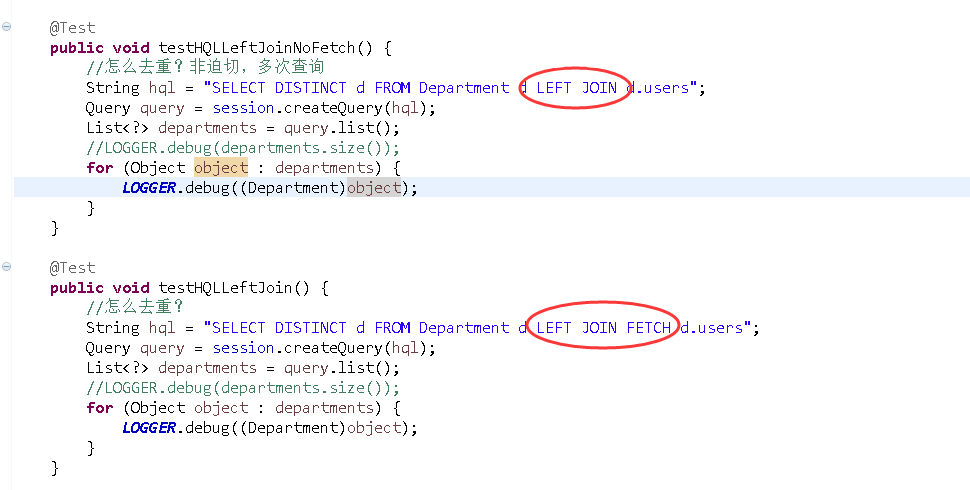 @Test
public void testHQLLeftJoinNoFetch() {
//怎么去重？非迫切，多次查询
String hql = "SELECT DISTINCT d FROM Department d LEFT JOIN d.users";
Query query = session.createQuery(hql);
List<?> departments = query.list();
//LOGGER.debug(departments.size());
for (Object object : departments) {
LOGGER.debug((Department)object);
}
}
@Test
public void testHQLLeftJoin() {
//怎么去重？
String hql = "SELECT DISTINCT d FROM Department d LEFT JOIN FETCH d.users";
Query query = session.createQuery(hql);
List<?> departments = query.list();
//LOGGER.debug(departments.size());
for (Object object : departments) {
LOGGER.debug((Department)object);
}
}